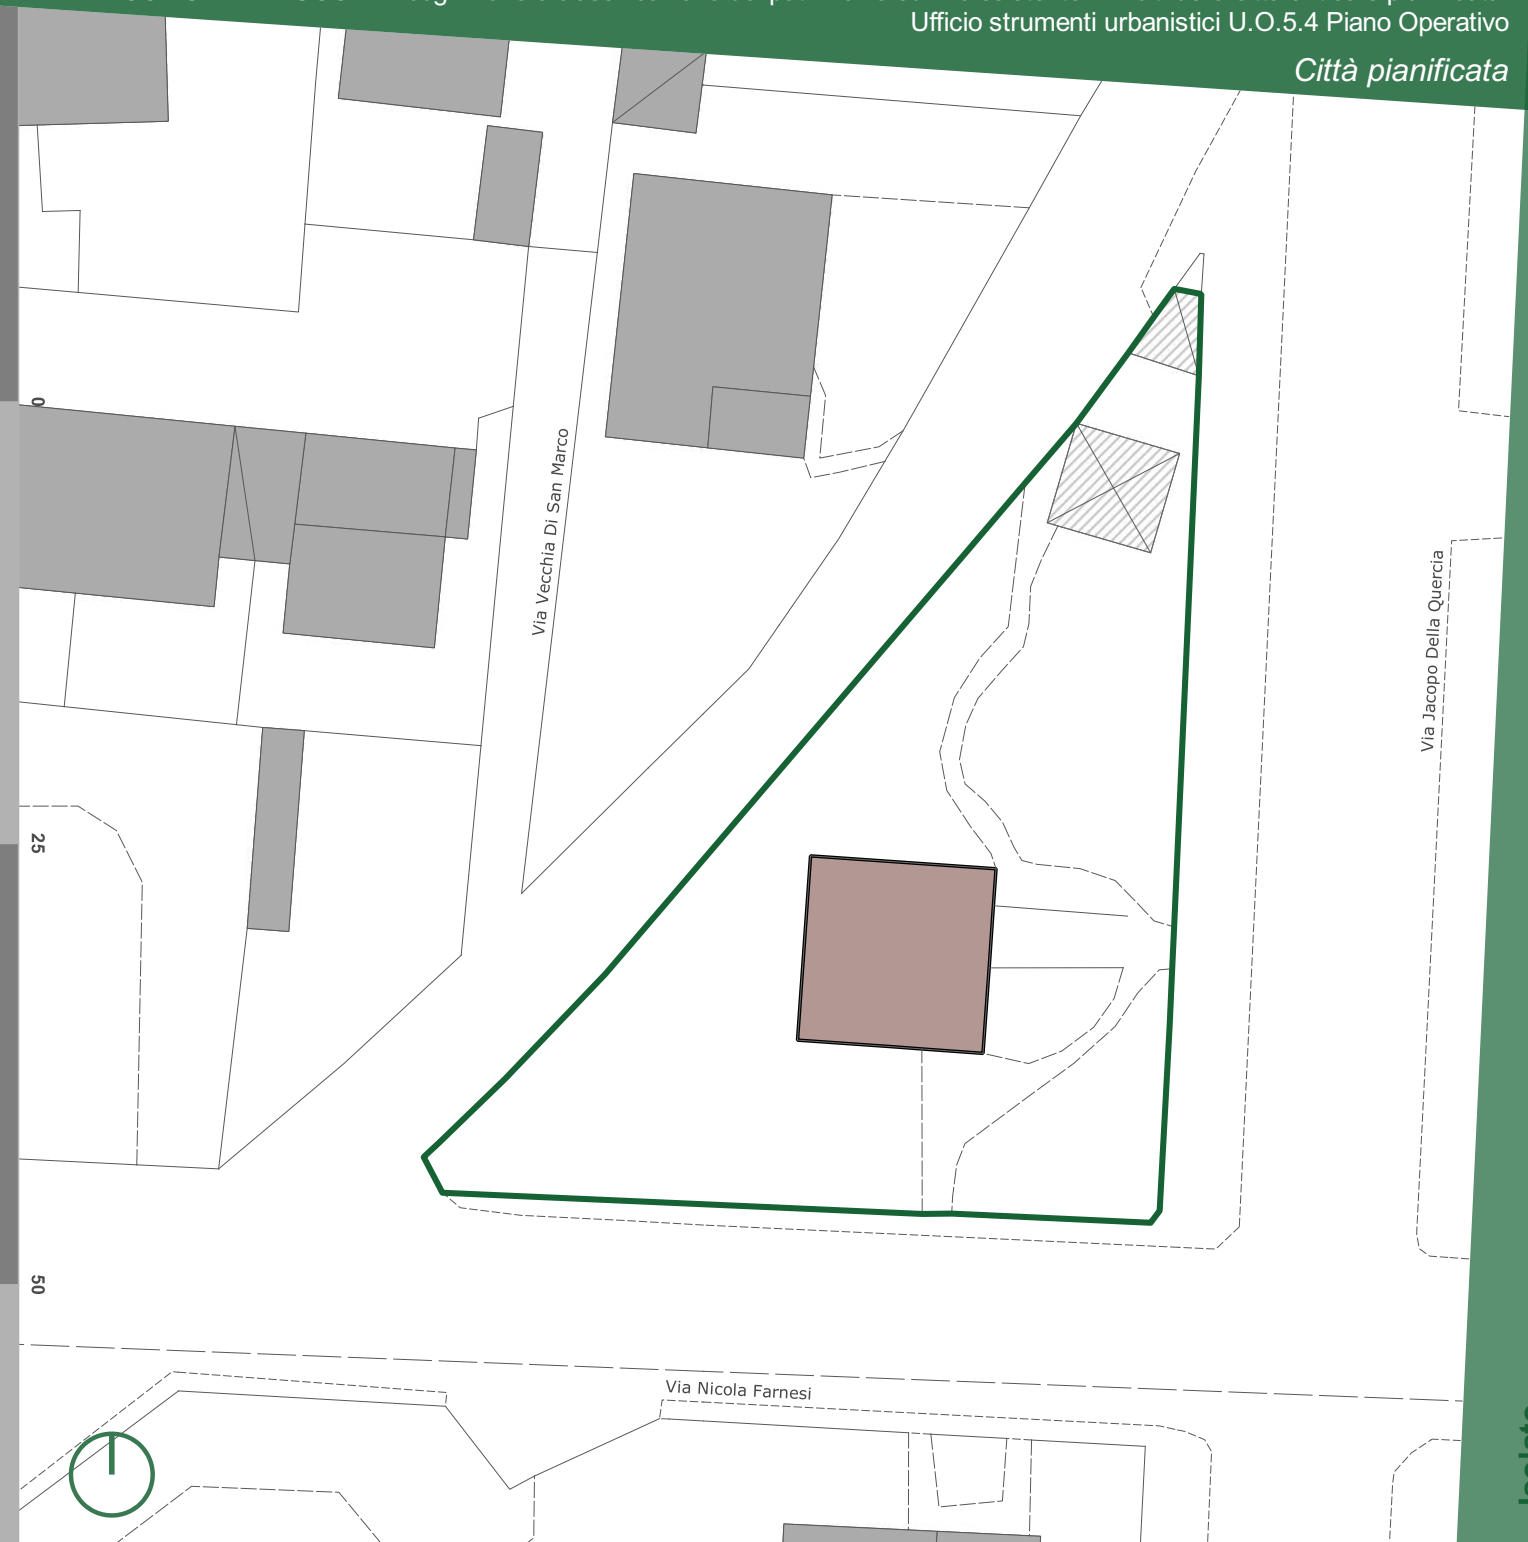 Ufficio strumenti urbanistici U.O.5.4 Piano Operativo
Città pianificata
0
Via Vecchia Di San Marco
Via Jacopo Della Quercia
25
50
Via Nicola Farnesi